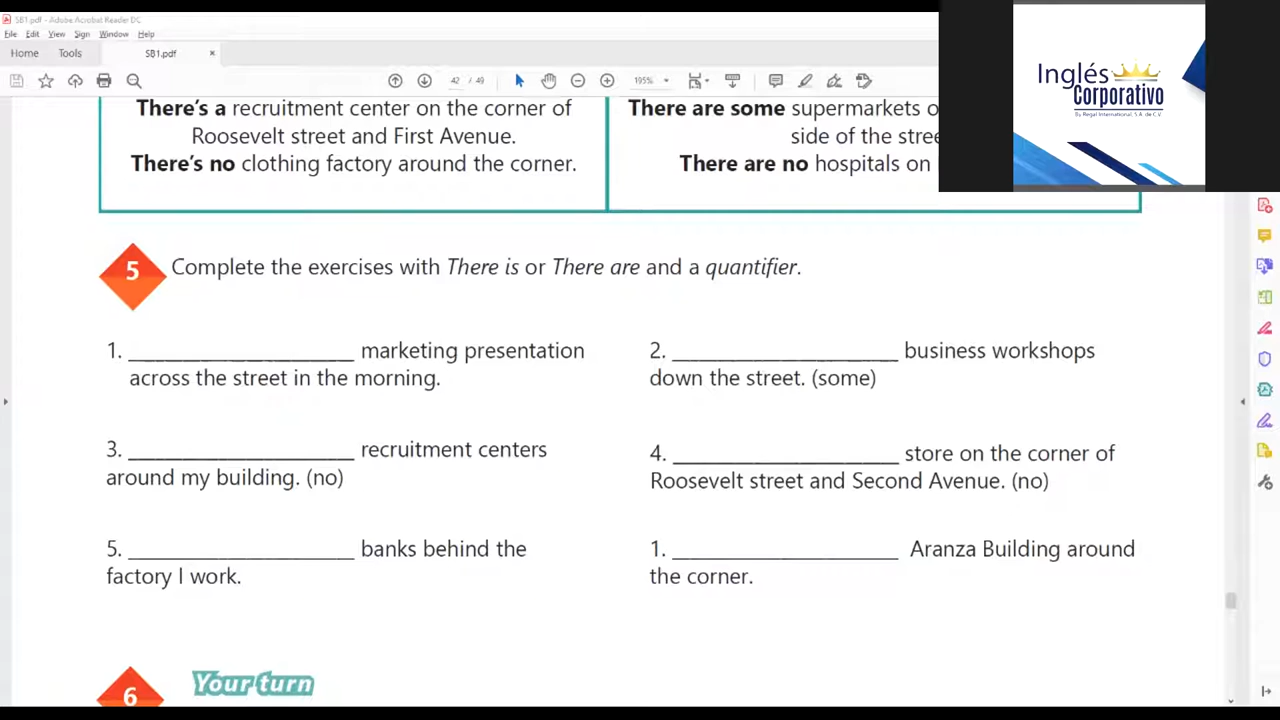 SB1.pdf - Adobe Acrobat Reader DC
File Edit View Sign Window Help
Home Tools SB1.pdf ×
42 / 49 195%
Inglés
Corporativo
By Regal International, S.A. de C.V.
There's a recruitment center on the corner of
Roosevelt street and First Avenue.
There's no clothing factory around the corner.
There are some supermarkets o
side of the stree
There are no hospitals on
5 Complete the exercises with There is or There are and a quantifier.
1. ____________________ marketing presentation
across the street in the morning.
2. ____________________ business workshops
down the street. (some)
3. ____________________ recruitment centers
around my building. (no)
4. ____________________ store on the corner of
Roosevelt street and Second Avenue. (no)
5. ____________________ banks behind the
factory I work.
1. ____________________ Aranza Building around
the corner.
6 Your turn